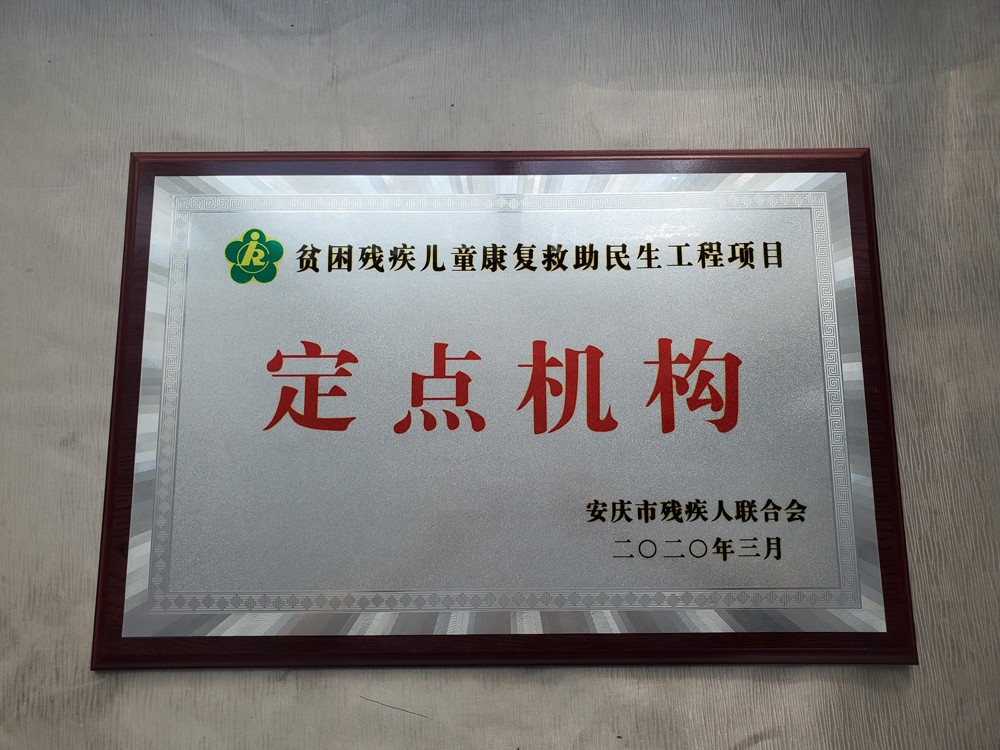 贫困残疾儿童康复救助民生工程项目
定点机构
安庆市残疾人联合会
二〇二〇年三月